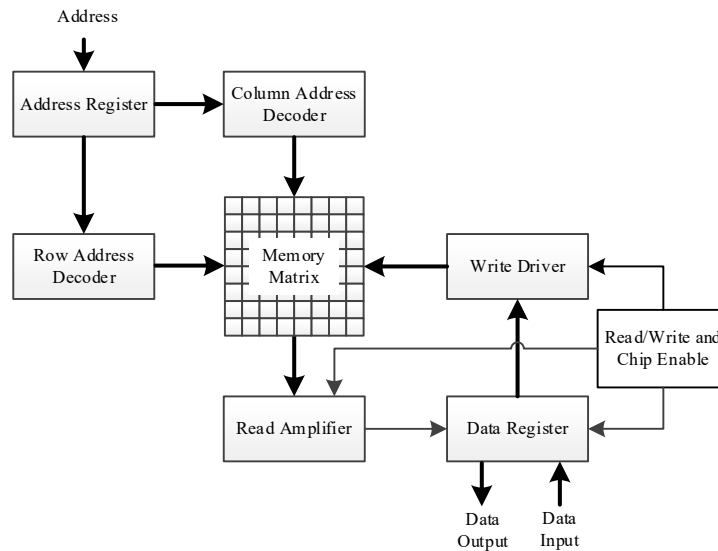 Address
Address Register
Column Address
Decoder
Row Address
Decoder
Memory
Matrix
Write Driver
Read/Write and
Chip Enable
Read Amplifier
Data Register
Data
Output
Data
Input